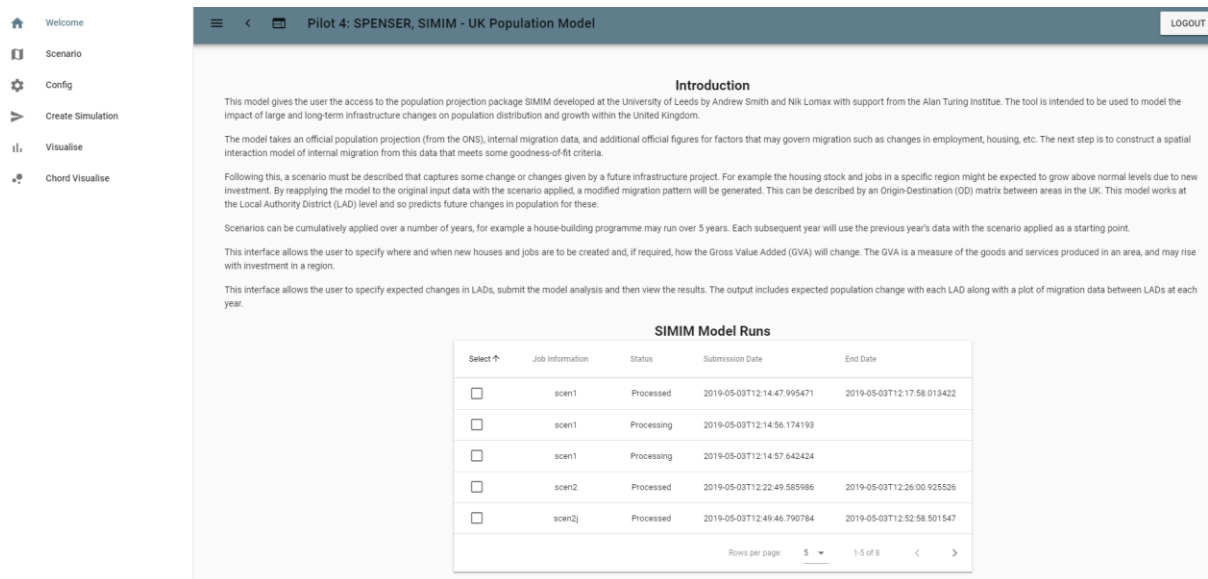 Welcome
Scenario
Config
Create Simulation
Visualise
Chord Visualise
Pilot 4: SPENSER, SIMIM - UK Population Model
LOGOUT
Introduction
This model gives the user the access to the population projection package SIMIM developed at the University of Leeds by Andrew Smith and Nik Lomax with support from the Alan Turing Institue. The tool is intended to be used to model the
impact of large and long-term infrastructure changes on population distribution and growth within the United Kingdom.
The model takes an official population projection (from the ONS), internal migration data, and additional official figures for factors that may govern migration such as changes in employment, housing, etc. The next step is to construct a spatial
interaction model of internal migration from this data that meets some goodness-of-fit criteria.
Following this, a scenario must be described that captures some change or changes given by a future infrastructure project. For example the housing stock and jobs in a specific region might be expected to grow above normal levels due to new
investment. By reapplying the model to the original input data with the scenario applied, a modified migration pattern will be generated. This can be described by an Origin-Destination (OD) matrix between areas in the UK. This model works at
the Local Authority District (LAD) level and so predicts future changes in population for these.
Scenarios can be cumulatively applied over a number of years, for example a house-building programme may run over 5 years. Each subsequent year will use the previous year's data with the scenario applied as a starting point.
This interface allows the user to specify where and when new houses and jobs are to be created and, if required, how the Gross Value Added (GVA) will change. The GVA is a measure of the goods and services produced in an area, and may rise
with investment in a region.
This interface allows the user to specify expected changes in LADs, submit the model analysis and then view the results. The output includes expected population change with each LAD along with a plot of migration data between LADs at each
year.
SIMIM Model Runs
Select Job Information Status Submission Date End Date
scen1 Processed 2019-05-03T12:14:47.995471 2019-05-03T12:17:58.013422
scen1 Processing 2019-05-03T12:14:56.174193
scen1 Processing 2019-05-03T12:14:57.642424
scen2 Processed 2019-05-03T12:22:49.585986 2019-05-03T12:26:00.925526
scen2j Processed 2019-05-03T12:49:46.790784 2019-05-03T12:52:58.501547
Rows per page: 5 1-5 of 8